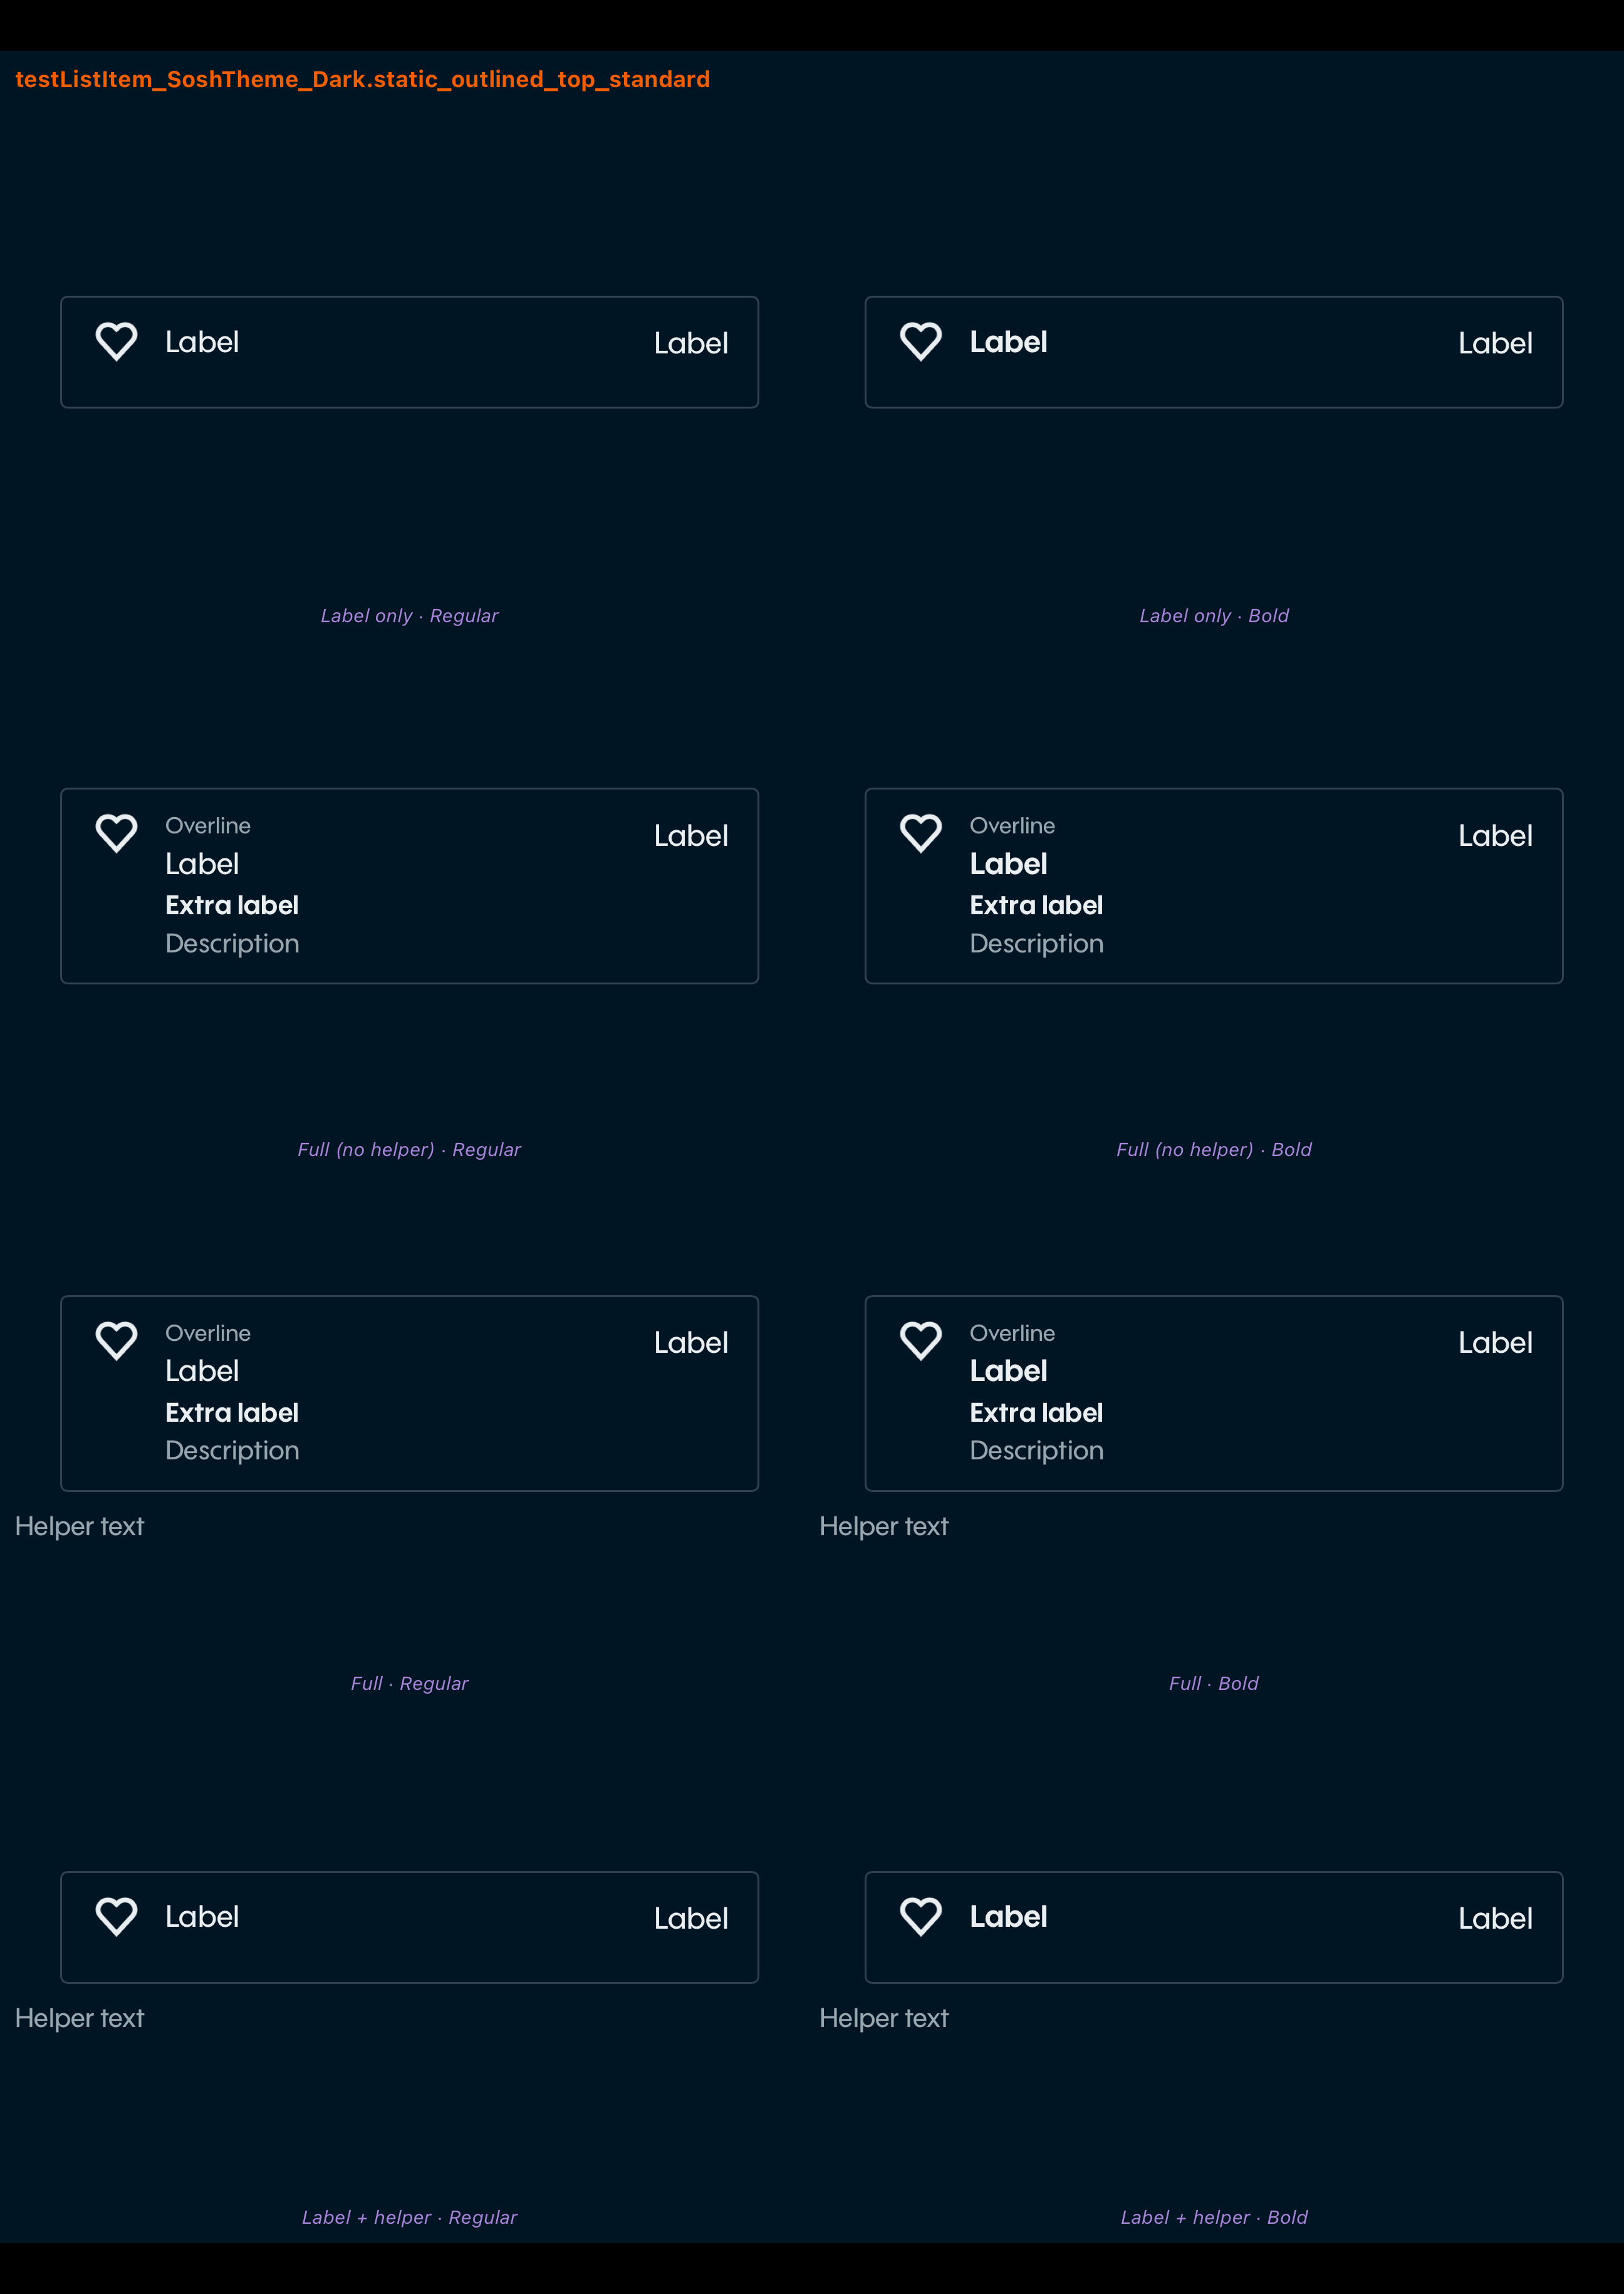 testListItem_SoshTheme_Dark.static_outlined_top_standard
Label Label
Label Label
Label only · Regular
Label only · Bold
Overline
Label
Label
Extra label
Description
Overline
Label
Label
Extra label
Description
Full (no helper) · Regular
Full (no helper) · Bold
Overline
Label
Label
Extra label
Description
Helper text
Overline
Label
Label
Extra label
Description
Helper text
Full · Regular
Full · Bold
Label Label
Helper text
Label Label
Helper text
Label + helper · Regular
Label + helper · Bold